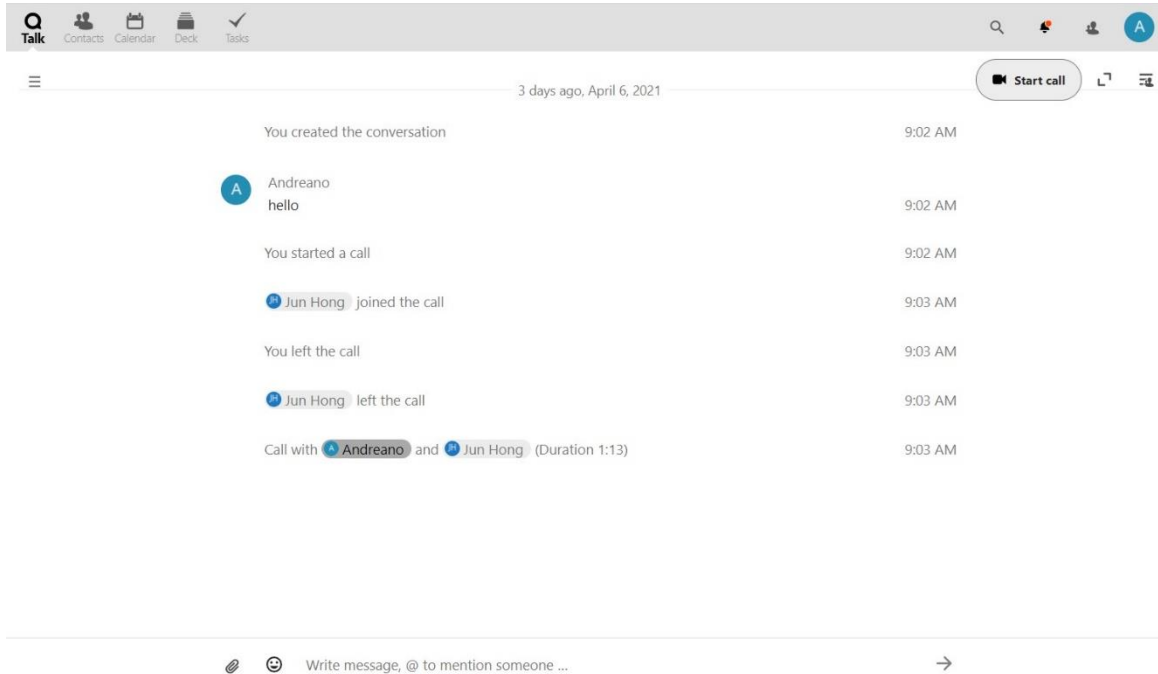 Talk Contacts Calendar Deck Tasks A
3 days ago, April 6, 2021 Start call
You created the conversation 9:02 AM
A Andreano
hello 9:02 AM
You started a call 9:02 AM
JH Jun Hong joined the call 9:03 AM
You left the call 9:03 AM
JH Jun Hong left the call 9:03 AM
Call with A Andreano and JH Jun Hong (Duration 1:13) 9:03 AM
Write message, @ to mention someone ...